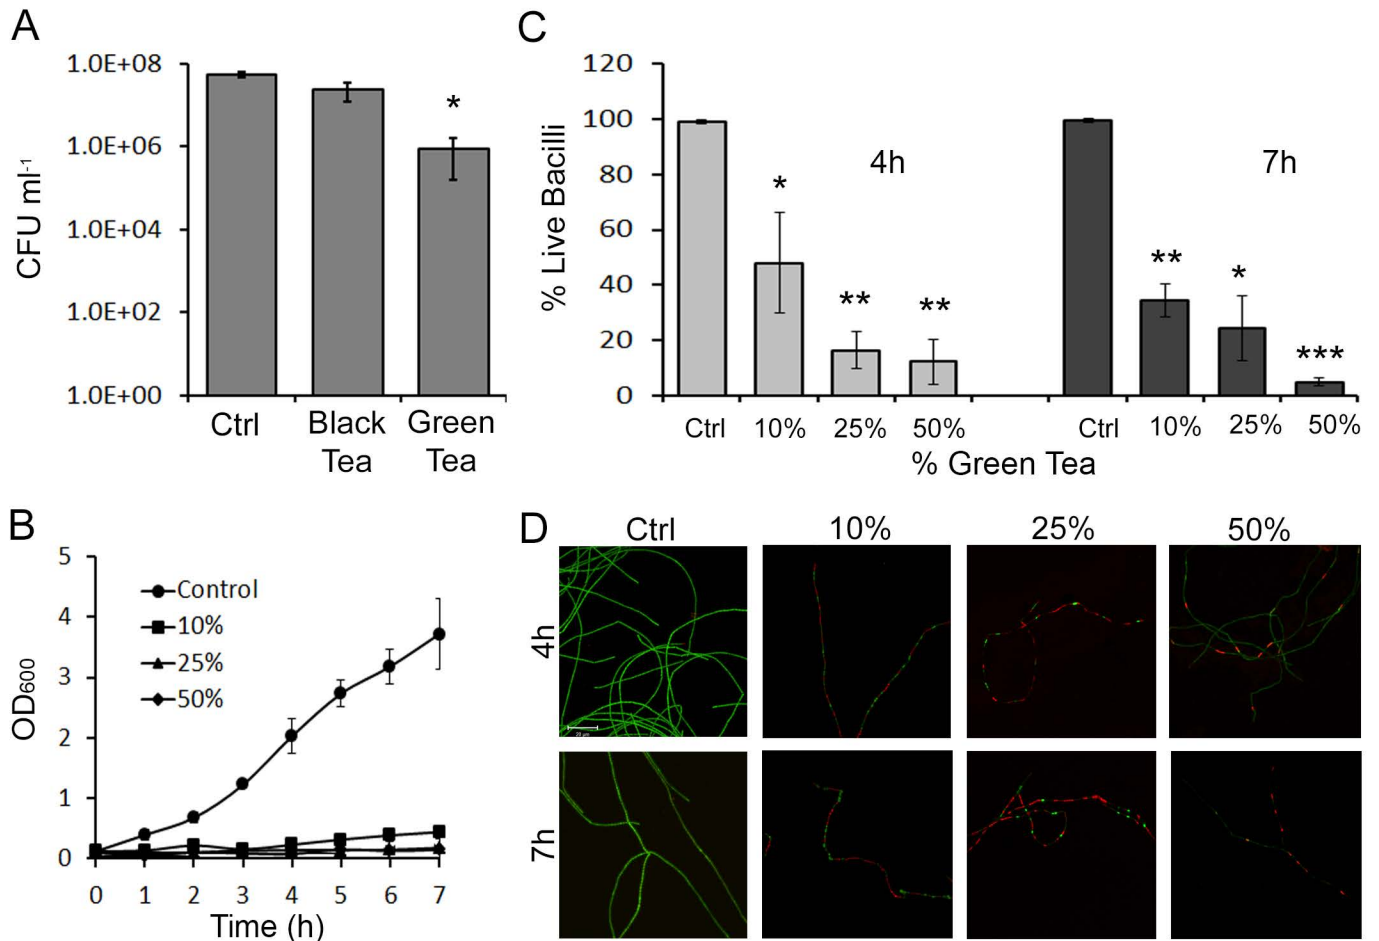 A
1.0E+08
1.0E+06
1.0E+04
1.0E+02
1.0E+00
CFU ml-1
*
Ctrl Black Tea Green Tea
C
120
100
80
60
40
20
0
% Live Bacilli
4h
7h
* ** **
** * ***
Ctrl 10% 25% 50% Ctrl 10% 25% 50%
% Green Tea
B
5
4
3
2
1
0
OD600
Control
10%
25%
50%
0 1 2 3 4 5 6 7
Time (h)
D
Ctrl 10% 25% 50%
4h
20 µm
7h